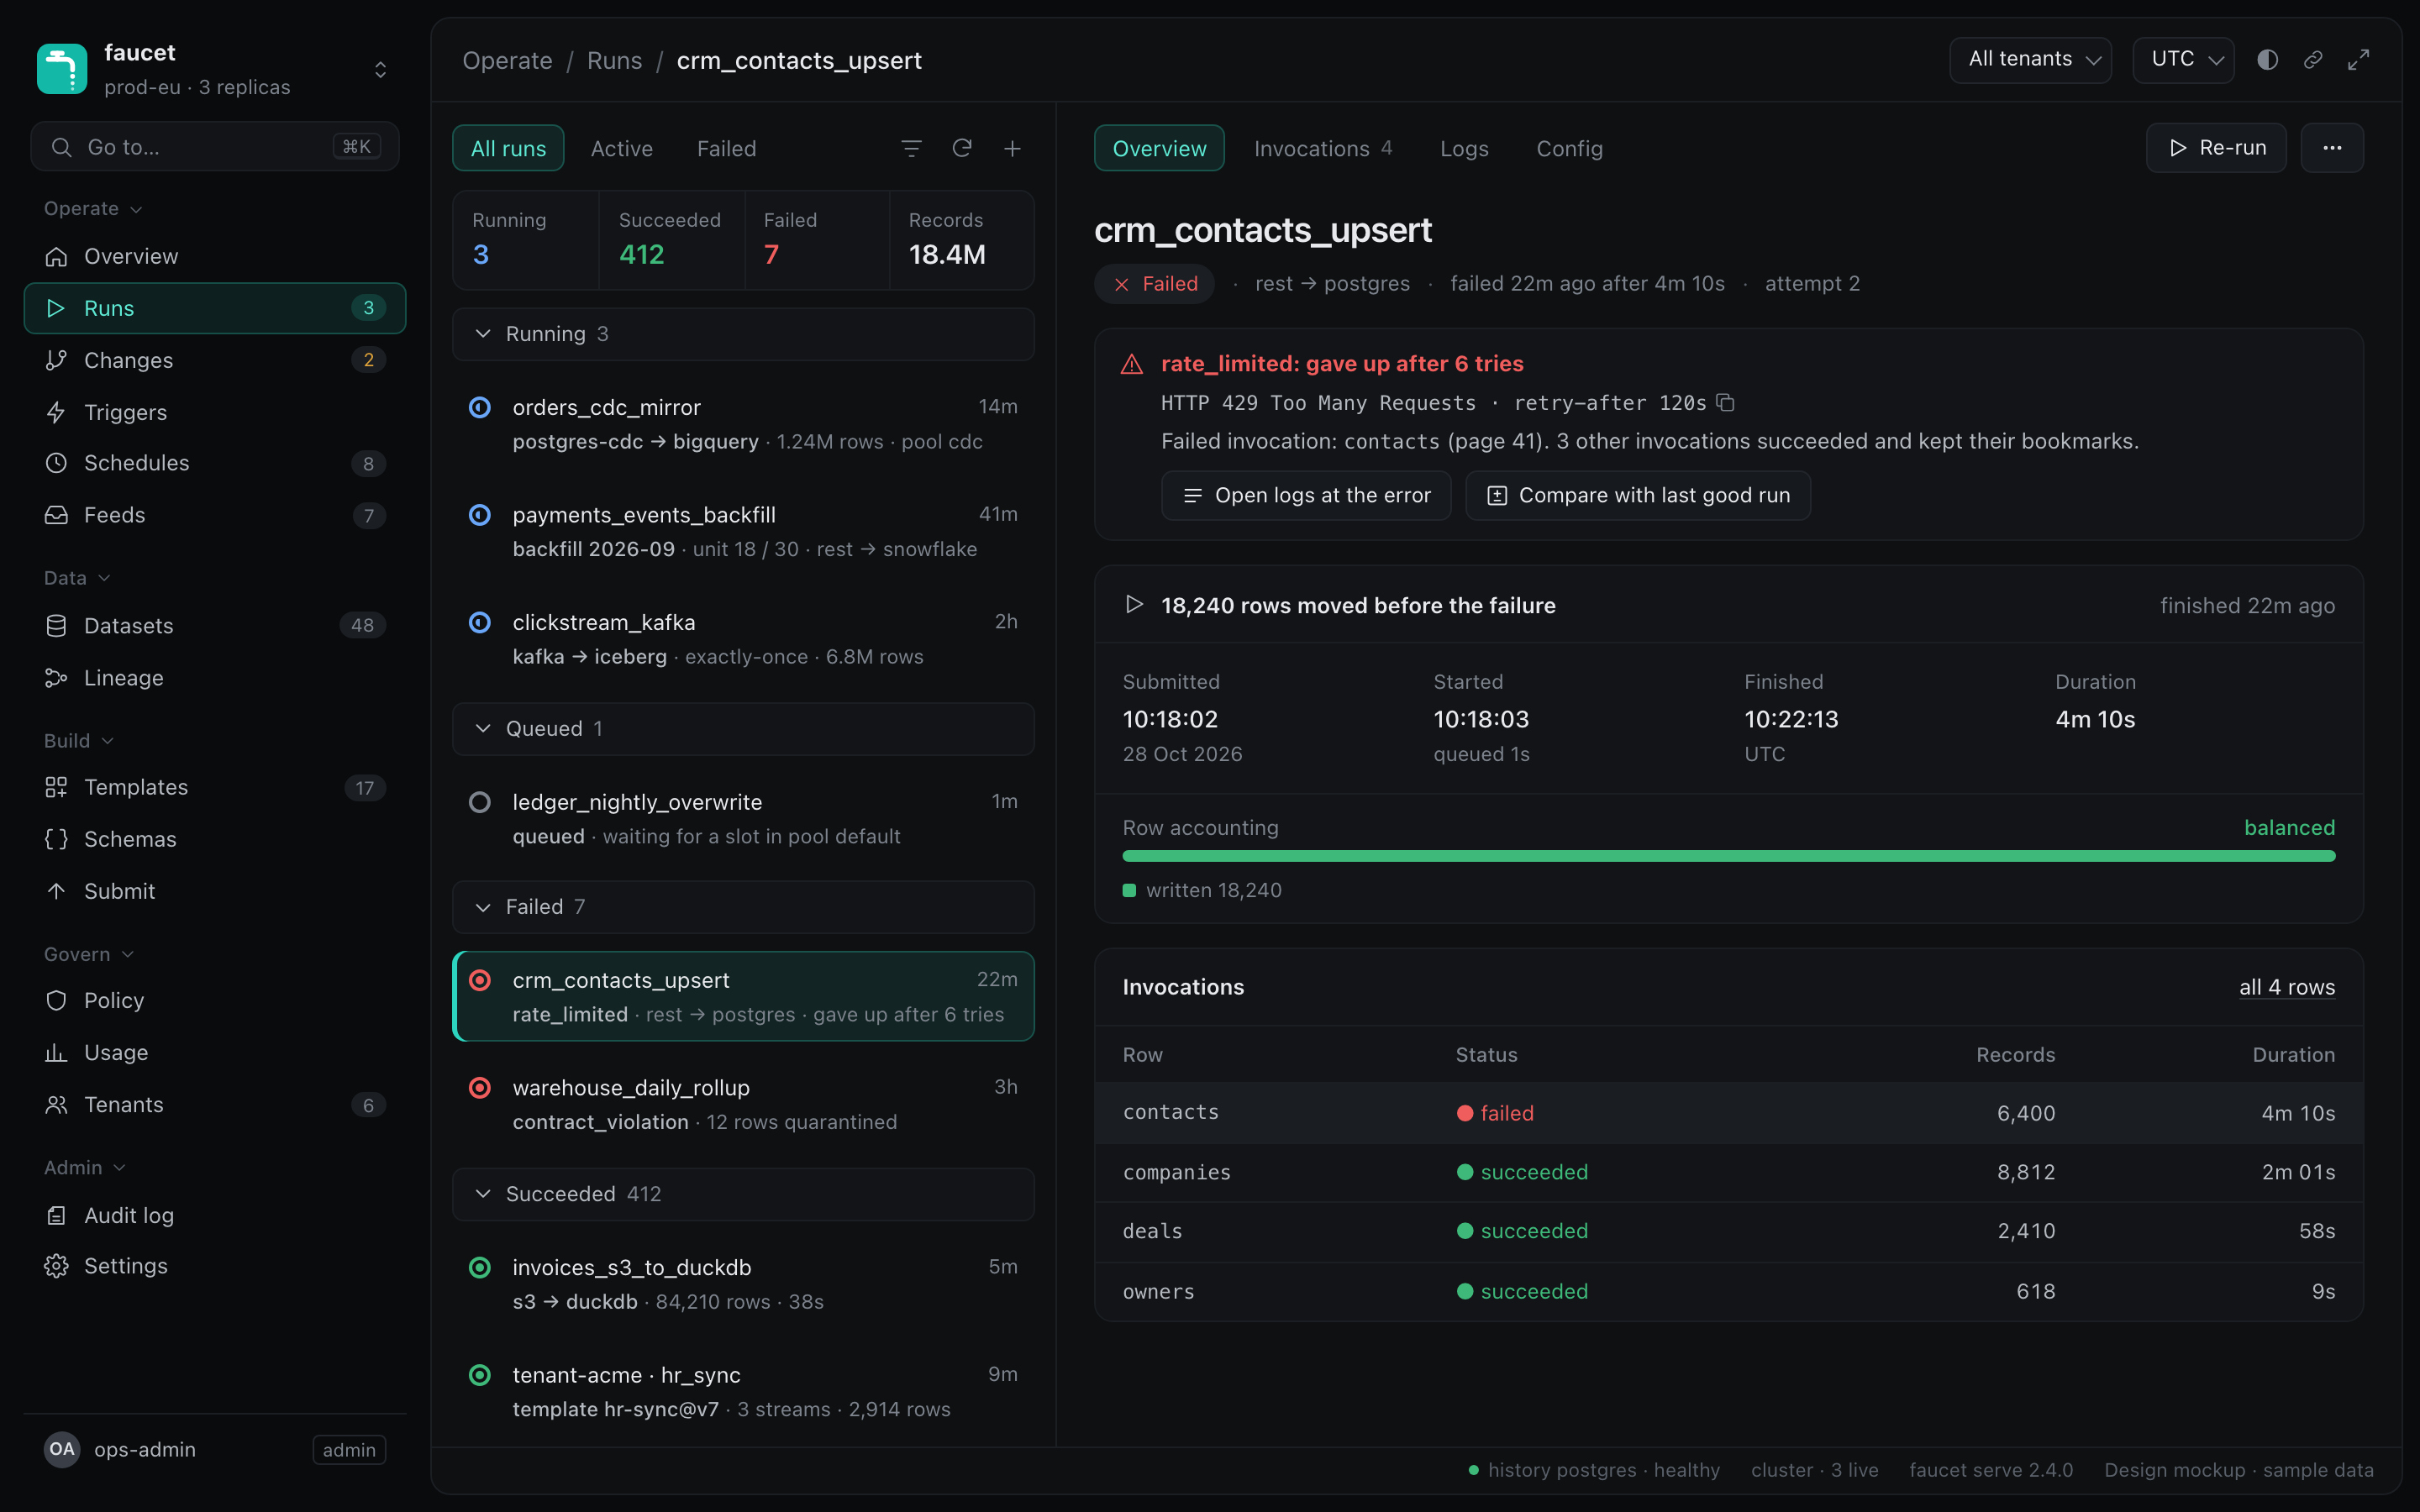 faucet
prod-eu · 3 replicas
Go to...
⌘K
Operate
Overview
Runs 3
Changes 2
Triggers
Schedules 8
Feeds 7
Data
Datasets 48
Lineage
Build
Templates 17
Schemas
Submit
Govern
Policy
Usage
Tenants 6
Admin
Audit log
Settings
OA ops-admin admin
Operate / Runs / crm_contacts_upsert
All tenants
UTC
All runs Active Failed
Running Succeeded Failed Records
3 412 7 18.4M
Running 3
orders_cdc_mirror 14m
postgres-cdc → bigquery · 1.24M rows · pool cdc
payments_events_backfill 41m
backfill 2026-09 · unit 18 / 30 · rest → snowflake
clickstream_kafka 2h
kafka → iceberg · exactly-once · 6.8M rows
Queued 1
ledger_nightly_overwrite 1m
queued · waiting for a slot in pool default
Failed 7
crm_contacts_upsert 22m
rate_limited · rest → postgres · gave up after 6 tries
warehouse_daily_rollup 3h
contract_violation · 12 rows quarantined
Succeeded 412
invoices_s3_to_duckdb 5m
s3 → duckdb · 84,210 rows · 38s
tenant-acme · hr_sync 9m
template hr-sync@v7 · 3 streams · 2,914 rows
Overview Invocations 4 Logs Config
Re-run
crm_contacts_upsert
Failed · rest → postgres · failed 22m ago after 4m 10s · attempt 2
rate_limited: gave up after 6 tries
HTTP 429 Too Many Requests · retry-after 120s
Failed invocation: contacts (page 41). 3 other invocations succeeded and kept their bookmarks.
Open logs at the error
Compare with last good run
18,240 rows moved before the failure finished 22m ago
Submitted Started Finished Duration
10:18:02 10:18:03 10:22:13 4m 10s
28 Oct 2026 queued 1s UTC
Row accounting balanced
written 18,240
Invocations all 4 rows
Row Status Records Duration
contacts failed 6,400 4m 10s
companies succeeded 8,812 2m 01s
deals succeeded 2,410 58s
owners succeeded 618 9s
history postgres · healthy cluster · 3 live faucet serve 2.4.0 Design mockup · sample data